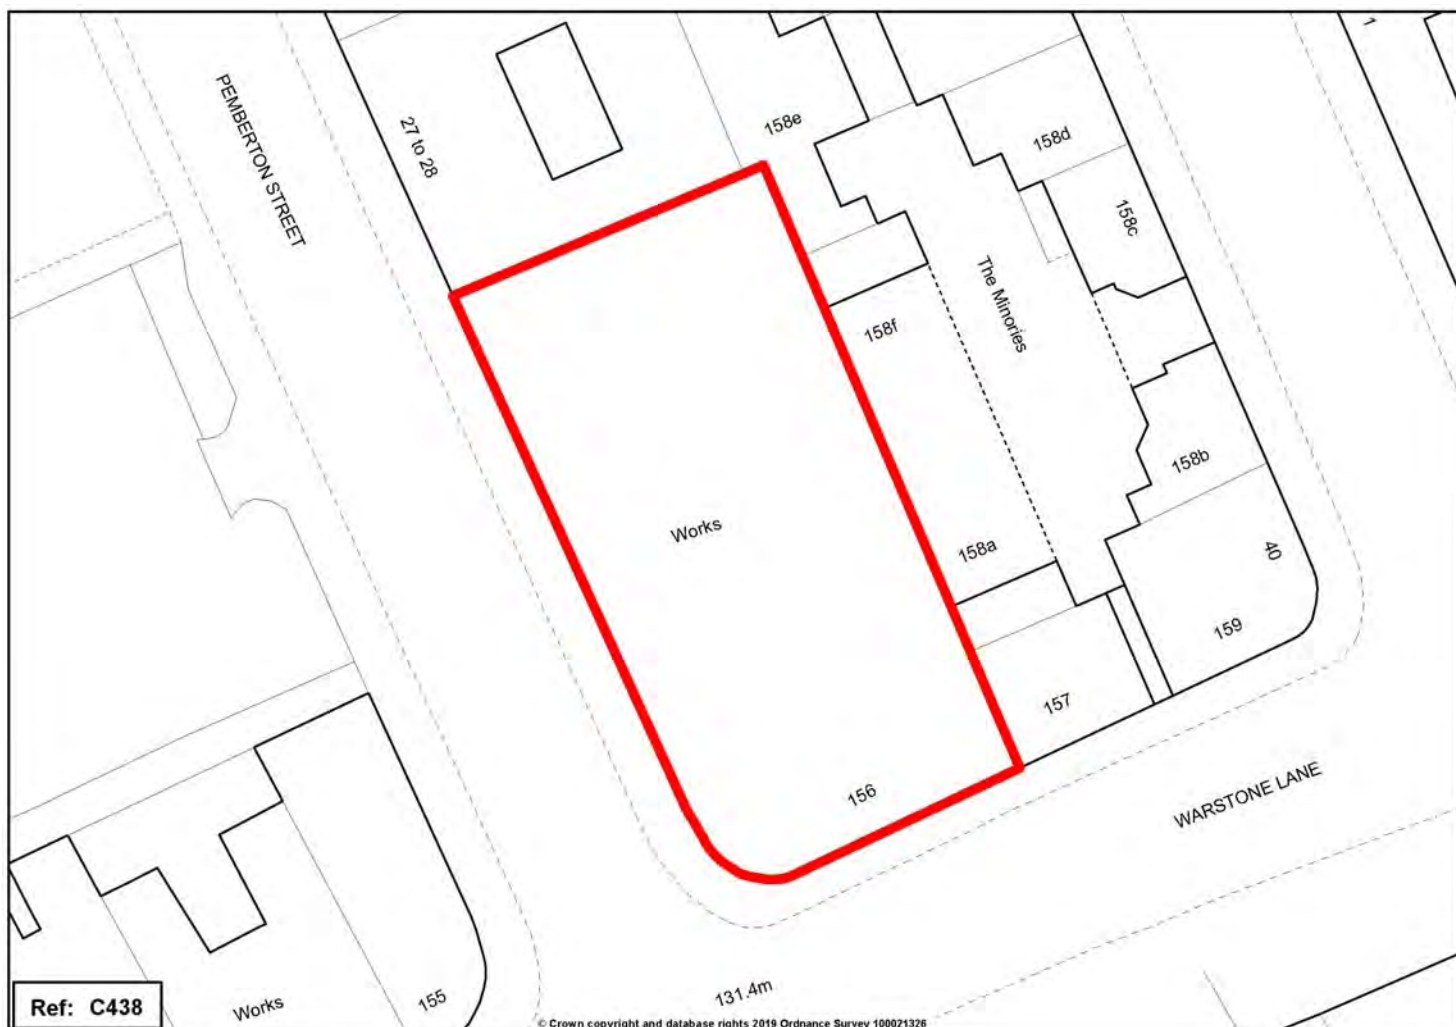 1
PEMBERTON STREET
27 to 28
158e
158d
158c
The Minories
158f
158b
Works
158a
40
159
157
156
WARSTONE LANE
131.4m
155
Works
Ref: C438
© Crown copyright and database rights 2019 Ordnance Survey 100021326